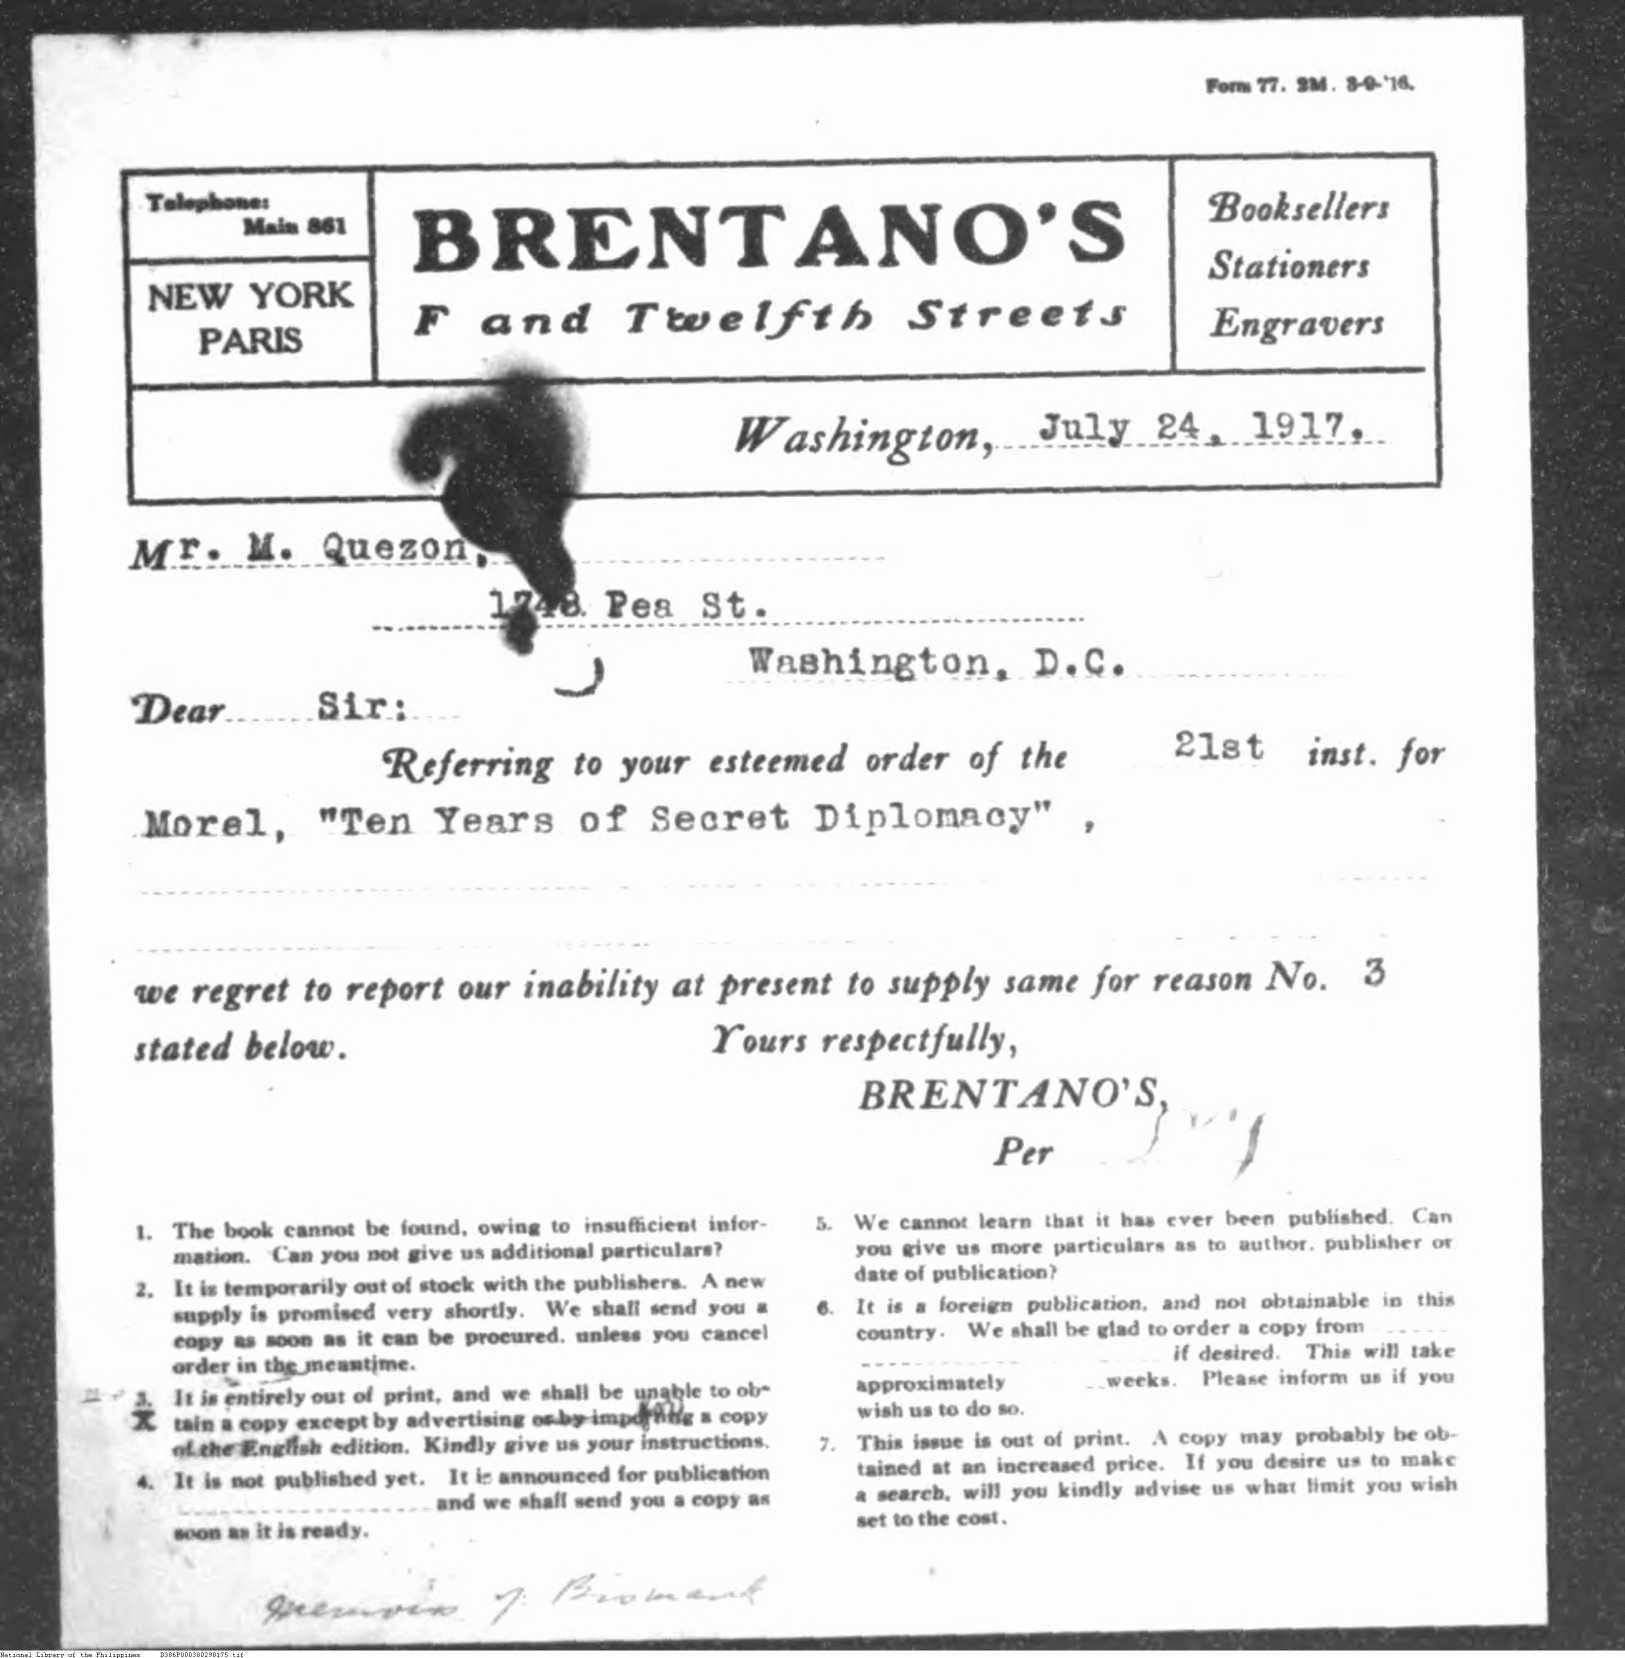 Form 77. 2M. 3-9-'16.
Telephone:
Main 861
NEW YORK
PARIS
BRENTANO'S
F and Twelfth Streets
Booksellers
Stationers
Engravers
Washington, July 24, 1917.
Mr. M. Quezon,
1748 Pea St.
Washington, D.C.
Dear Sir:
Referring to your esteemed order of the 21st inst. for
Morel, "Ten Years of Secret Diplomacy" ,
we regret to report our inability at present to supply same for reason No. 3
stated below. Yours respectfully,
BRENTANO'S,
Per
1. The book cannot be found, owing to insufficient infor-
mation. Can you not give us additional particulars?
2. It is temporarily out of stock with the publishers. A new
supply is promised very shortly. We shall send you a
copy as soon as it can be procured, unless you cancel
order in the meantime.
3. It is entirely out of print, and we shall be unable to ob-
X tain a copy except by advertising or by importing a copy
of the English edition. Kindly give us your instructions.
4. It is not published yet. It is announced for publication
and we shall send you a copy as
soon as it is ready.
5. We cannot learn that it has ever been published. Can
you give us more particulars as to author, publisher or
date of publication?
6. It is a foreign publication, and not obtainable in this
country. We shall be glad to order a copy from
if desired. This will take
approximately weeks. Please inform us if you
wish us to do so.
7. This issue is out of print. A copy may probably be ob-
tained at an increased price. If you desire us to make
a search, will you kindly advise us what limit you wish
set to the cost.
Memoirs of Bismarck
National Library of the Philippines D386P000300290175.tif